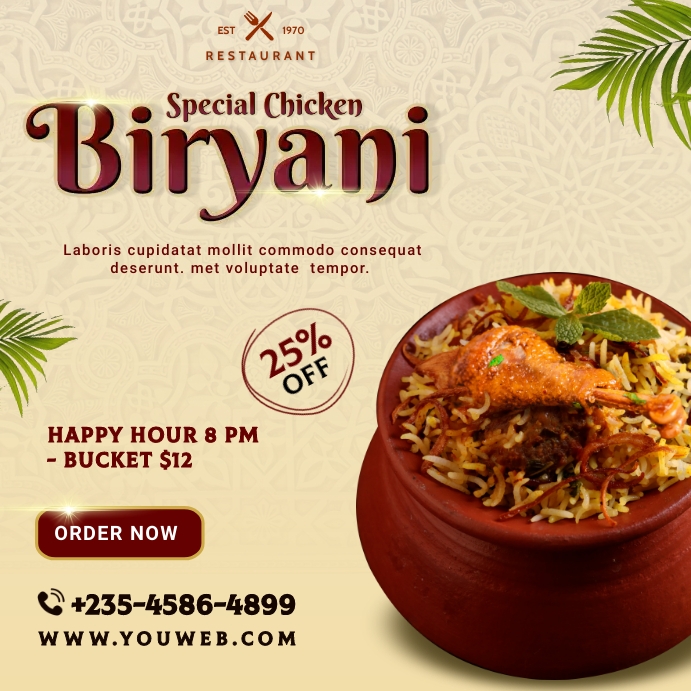 EST 1970
RESTAURANT
Special Chicken
Biryani
Laboris cupidatat mollit commodo consequat
deserunt. met voluptate tempor.
25%
OFF
HAPPY HOUR 8 PM
- BUCKET $12
ORDER NOW
+235-4586-4899
WWW.YOUWEB.COM